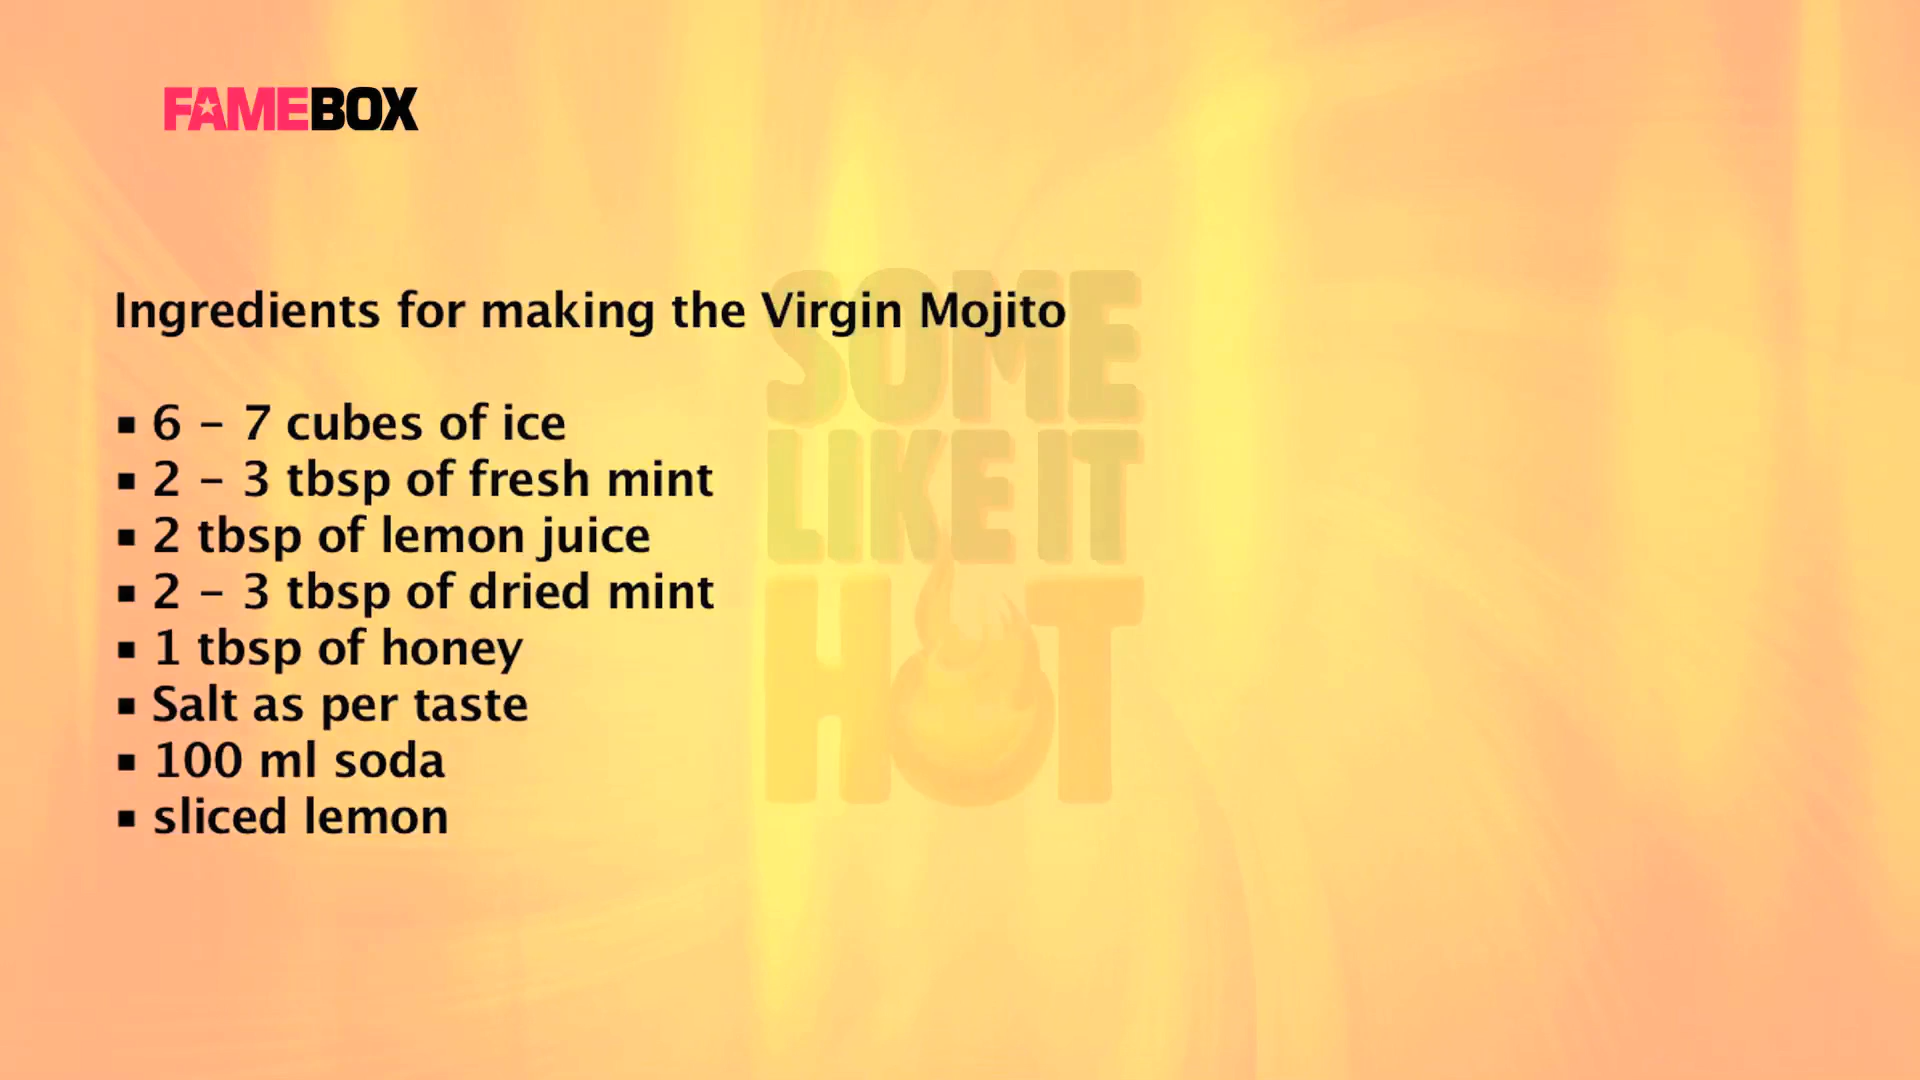 FAMEBOX
Ingredients for making the Virgin Mojito
▪ 6 – 7 cubes of ice
▪ 2 – 3 tbsp of fresh mint
▪ 2 tbsp of lemon juice
▪ 2 – 3 tbsp of dried mint
▪ 1 tbsp of honey
▪ Salt as per taste
▪ 100 ml soda
▪ sliced lemon
SOME
LIKE IT
HOT